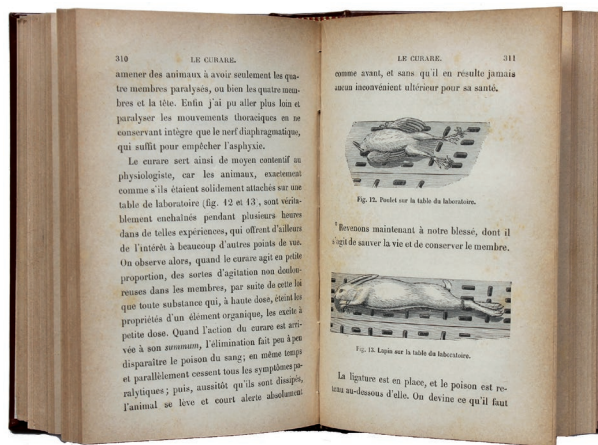 310
LE CURARE.
amener des animaux à avoir seulement les qua-
tre membres paralysés, ou bien les quatre mem-
bres et la tête. Enfin j'ai pu aller plus loin et
paralyser les mouvements thoraciques en ne
conservant intègre que le nerf diaphragmatique,
qui suffit pour empêcher l'asphyxie.
Le curare sert ainsi de moyen contentif au
physiologiste, car les animaux, exactement
comme s'ils étaient solidement attachés sur une
table de laboratoire (fig. 12 et 13, sont vérita-
blement enchaînés pendant plusieurs heures
dans de telles expériences, qui offrent d'ailleurs
de l'intérêt à beaucoup d'autres points de vue.
On observe alors, quand le curare agit en petite
proportion, des sortes d'agitation non doulou-
reuses dans les membres, par suite de cette loi
que toute substance qui, à haute dose, éteint les
propriétés d'un élément organique, les excite à
petite dose. Quand l'action du curare est arri-
vée à son summum, l'élimination fait peu à peu
disparaître le poison du sang; en même temps
et parallèlement cessent tous les symptômes pa-
ralytiques; puis, aussitôt qu'ils sont dissipés,
l'animal se lève et court alerte absolument
LE CURARE.
311
comme avant, et sans qu'il en résulte jamais
aucun inconvénient ultérieur pour sa santé.
Fig. 12. Poulet sur la table du laboratoire.
Revenons maintenant à notre blessé, dont il
s'agit de sauver la vie et de conserver le membre.
Fig. 13. Lapin sur la table du laboratoire.
La ligature est en place, et le poison est re-
tenu au-dessous d'elle. On devine ce qu'il faut